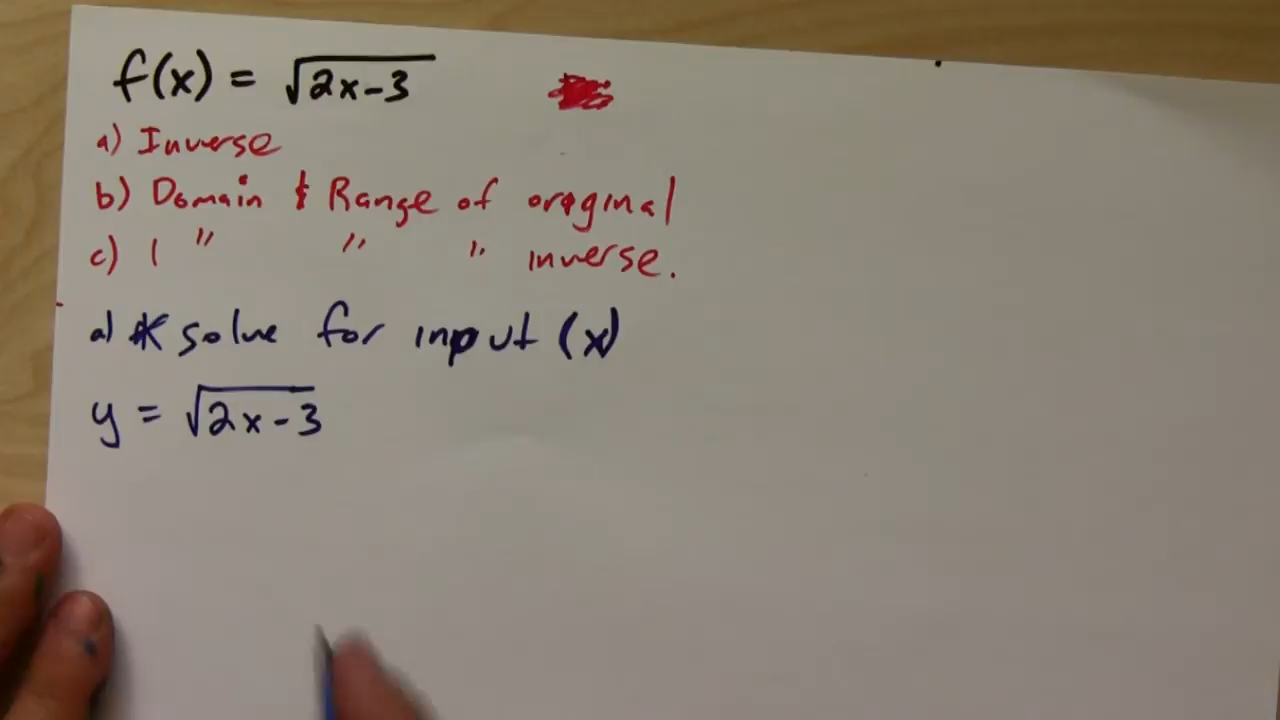 f(x) = √2x-3
a) Inverse
b) Domain & Range of original
c) ( " " " inverse.
a) * solve for input (x)
y = √2x-3